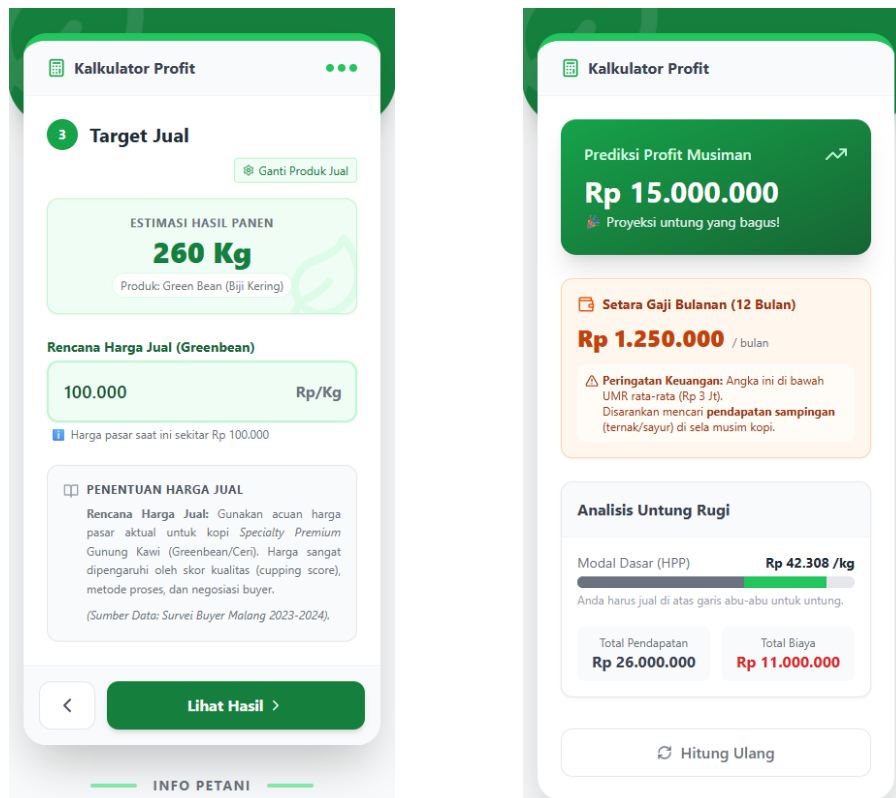 Kalkulator Profit
3 Target Jual
Ganti Produk Jual
ESTIMASI HASIL PANEN
260 Kg
Produk: Green Bean (Biji Kering)
Rencana Harga Jual (Greenbean)
100.000 Rp/Kg
Harga pasar saat ini sekitar Rp 100.000
PENENTUAN HARGA JUAL
Rencana Harga Jual: Gunakan acuan harga
pasar aktual untuk kopi Specialty Premium
Gunung Kawi (Greenbean/Ceri). Harga sangat
dipengaruhi oleh skor kualitas (cupping score),
metode proses, dan negosiasi buyer.
(Sumber Data: Survei Buyer Malang 2023-2024).
Lihat Hasil
INFO PETANI
Kalkulator Profit
Prediksi Profit Musiman
Rp 15.000.000
Proyeksi untung yang bagus!
Setara Gaji Bulanan (12 Bulan)
Rp 1.250.000 / bulan
Peringatan Keuangan: Angka ini di bawah
UMR rata-rata (Rp 3 Jt).
Disarankan mencari pendapatan sampingan
(ternak/sayur) di sela musim kopi.
Analisis Untung Rugi
Modal Dasar (HPP) Rp 42.308 /kg
Anda harus jual di atas garis abu-abu untuk untung.
Total Pendapatan
Rp 26.000.000
Total Biaya
Rp 11.000.000
Hitung Ulang